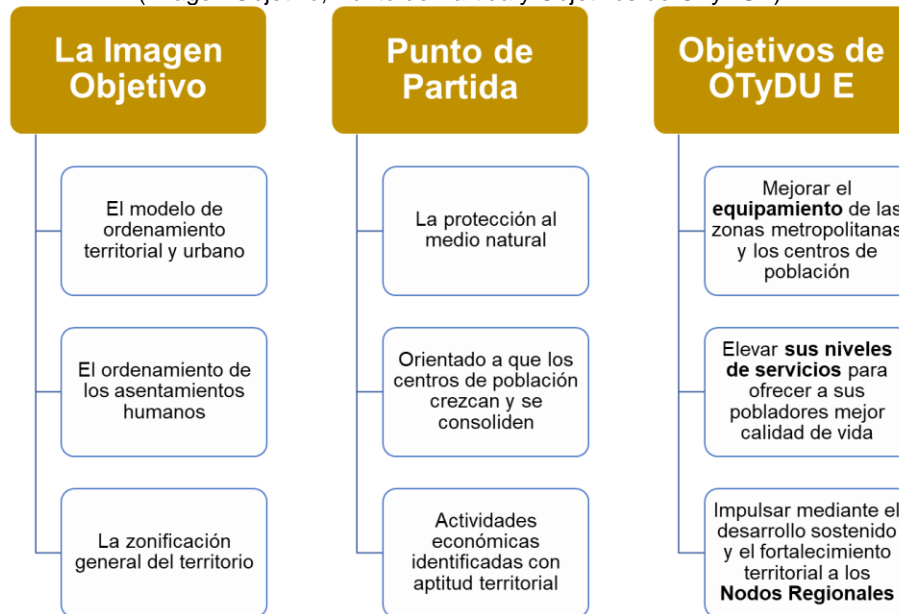 La Imagen
Objetivo
El modelo de
ordenamiento
territorial y urbano
El ordenamiento de
los asentamientos
humanos
La zonificación
general del territorio
Punto de
Partida
La protección al
medio natural
Orientado a que los
centros de población
crezcan y se
consoliden
Actividades
económicas
identificadas con
aptitud territorial
Objetivos de
OTyDU E
Mejorar el
equipamiento de las
zonas metropolitanas
y los centros de
población
Elevar sus niveles
de servicios para
ofrecer a sus
pobladores mejor
calidad de vida
Impulsar mediante el
desarrollo sostenido
y el fortalecimiento
territorial a los
Nodos Regionales